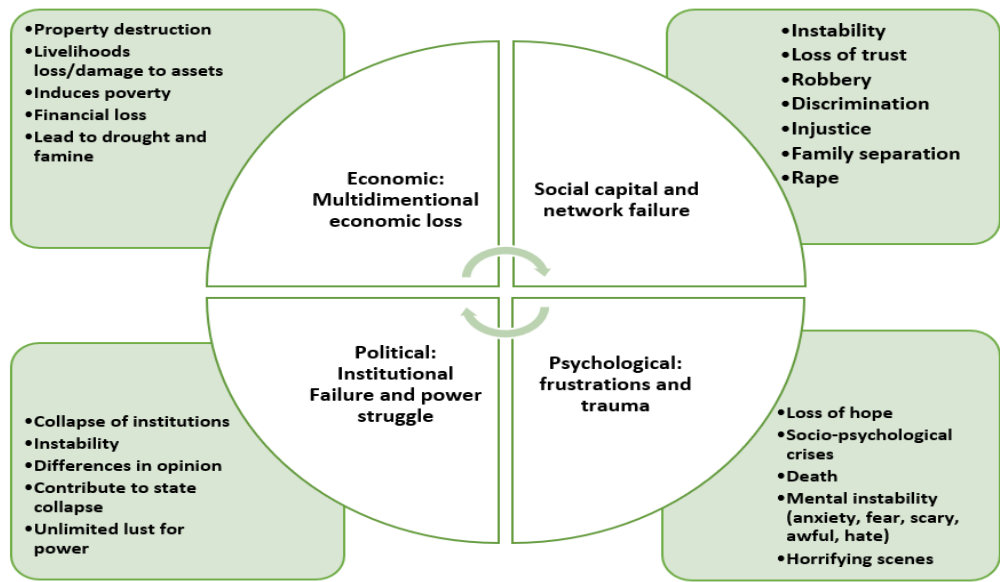 •Property destruction
•Livelihoods
loss/damage to assets
•Induces poverty
•Financial loss
•Lead to drought and
famine
Economic:
Multidimentional
economic loss
Social capital and
network failure
•Instability
•Loss of trust
•Robbery
•Discrimination
•Injustice
•Family separation
•Rape
•Collapse of institutions
•Instability
•Differences in opinion
•Contribute to state
collapse
•Unlimited lust for
power
Political:
Institutional
Failure and power
struggle
Psychological:
frustrations and
trauma
•Loss of hope
•Socio-psychological
crises
•Death
•Mental instability
(anxiety, fear, scary,
awful, hate)
•Horrifying scenes